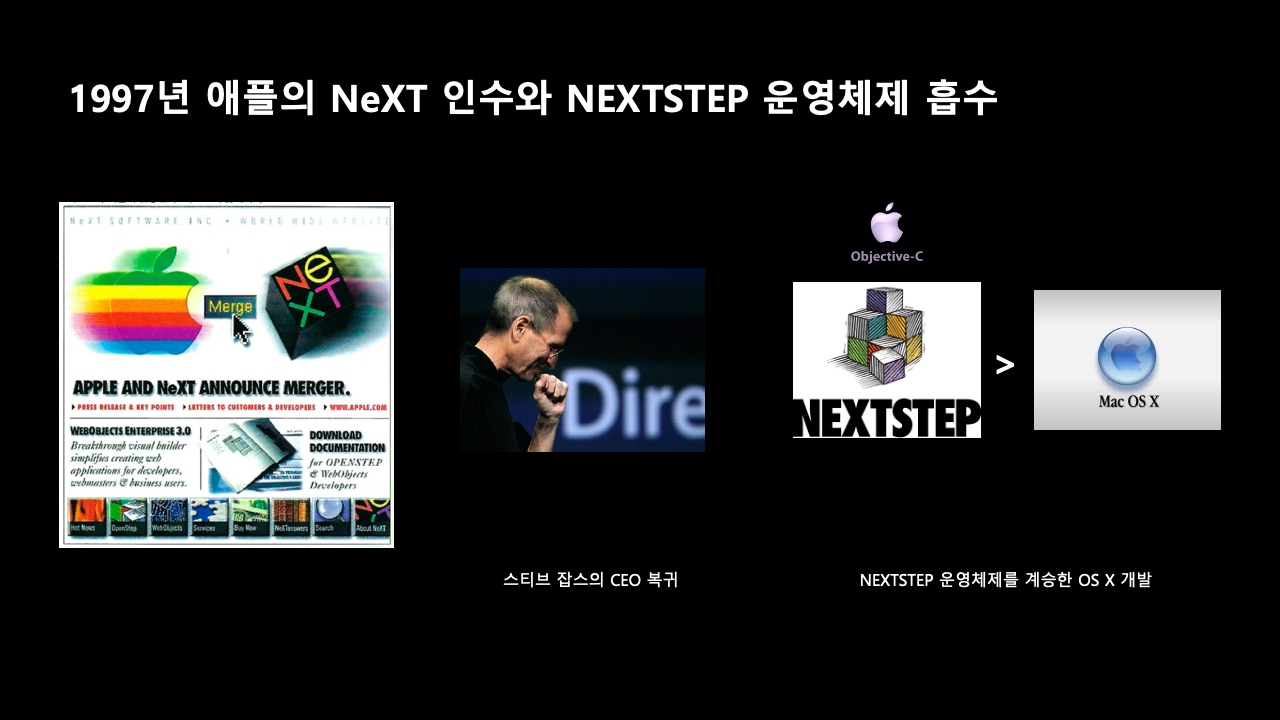 1997년 애플의 NeXT 인수와 NEXTSTEP 운영체제 흡수
NeXT SOFTWARE, INC • WORLD WIDE WEBSITE
NeXT
Merge
APPLE AND NeXT ANNOUNCE MERGER.
PRESS RELEASE & KEY POINTS LETTERS TO CUSTOMERS & DEVELOPERS WWW.APPLE.COM
WEBOBJECTS ENTERPRISE 3.0
Breakthrough visual builder
simplifies creating web
applications for developers,
webmasters & business users.
DOWNLOAD
DOCUMENTATION
for OPENSTEP
& WebObjects
Developers
Hot News OpenStep WebObjects Services Buy Now NeXTanswers Search About NeXT
Dire
Objective-C
NEXTSTEP
>
Mac OS X
스티브 잡스의 CEO 복귀
NEXTSTEP 운영체제를 계승한 OS X 개발